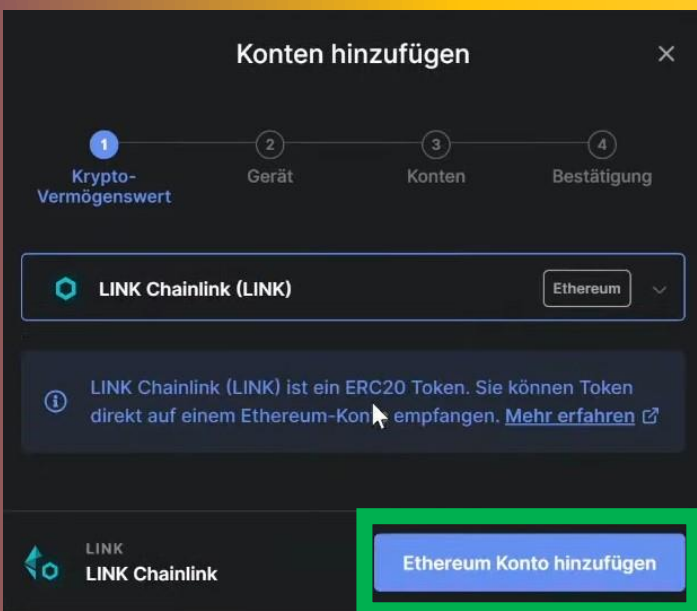 Konten hinzufügen
1
2
3
4
Krypto-
Vermögenswert
Gerät
Konten
Bestätigung
LINK Chainlink (LINK)
Ethereum
LINK Chainlink (LINK) ist ein ERC20 Token. Sie können Token
direkt auf einem Ethereum-Konto empfangen. Mehr erfahren
LINK
LINK Chainlink
Ethereum Konto hinzufügen